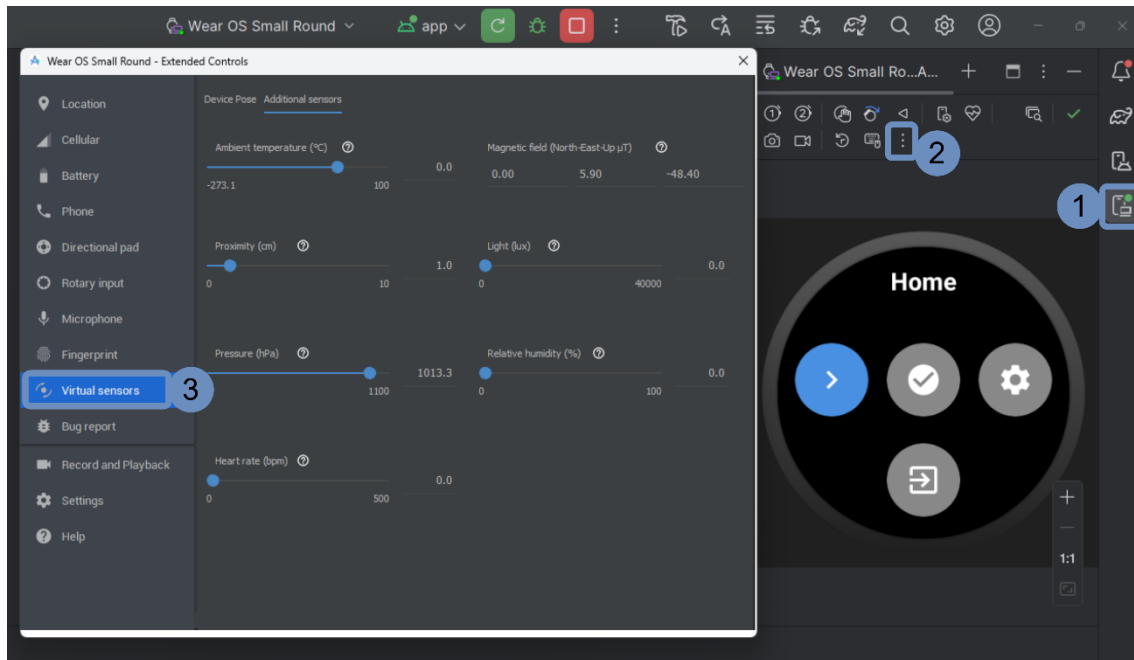 Wear OS Small Round
app
Wear OS Small Round - Extended Controls
Wear OS Small Ro...A...
Location
Cellular
Battery
Phone
Directional pad
Rotary input
Microphone
Fingerprint
Virtual sensors
3
Bug report
Record and Playback
Settings
Help
Device Pose Additional sensors
Ambient temperature (°C)
0.0
-273.1 100
Magnetic field (North-East-Up μT)
0.00 5.90 -48.40
Proximity (cm)
1.0
0 10
Light (lux)
0.0
0 40000
Pressure (hPa)
1013.3
1100
Relative humidity (%)
0.0
0 100
Heart rate (bpm)
0.0
0 500
1 2
2
1
Home
1:1